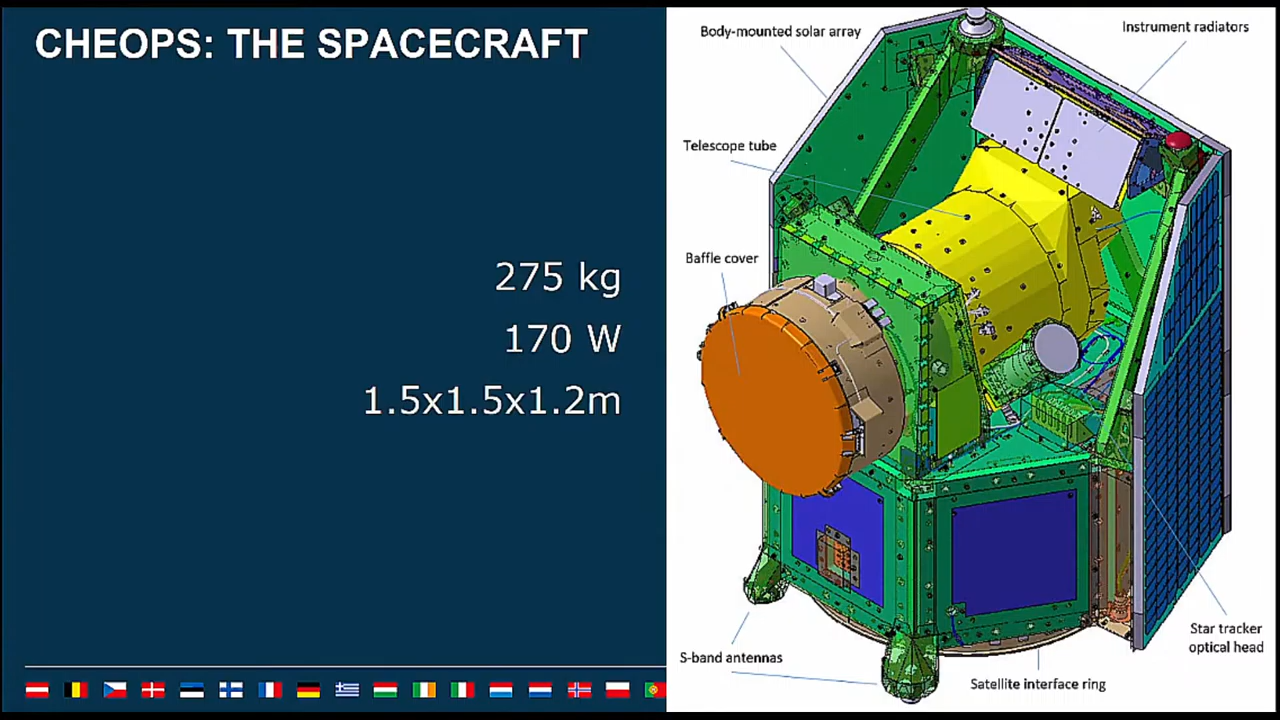 CHEOPS: THE SPACECRAFT
275 kg
170 W
1.5x1.5x1.2m
Body-mounted solar array
Instrument radiators
Telescope tube
Baffle cover
Star tracker
optical head
S-band antennas
Satellite interface ring